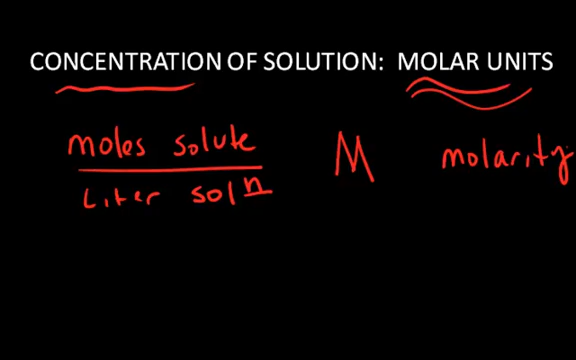 CONCENTRATION OF SOLUTION: MOLAR UNITS
moles solute
Liter soln
M
molarity